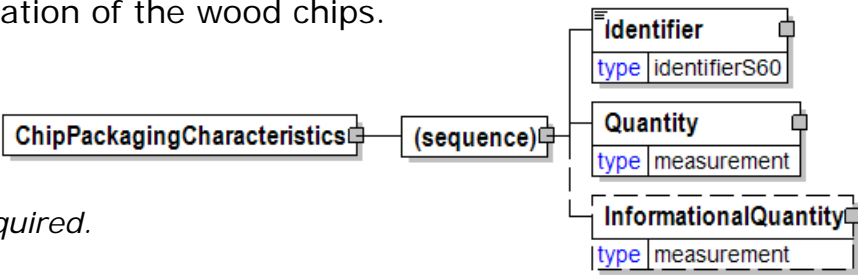 ation of the wood chips.
Identifier
type identifierS60
ChipPackagingCharacteristics
(sequence)
Quantity
type measurement
quired.
InformationalQuantity
type measurement